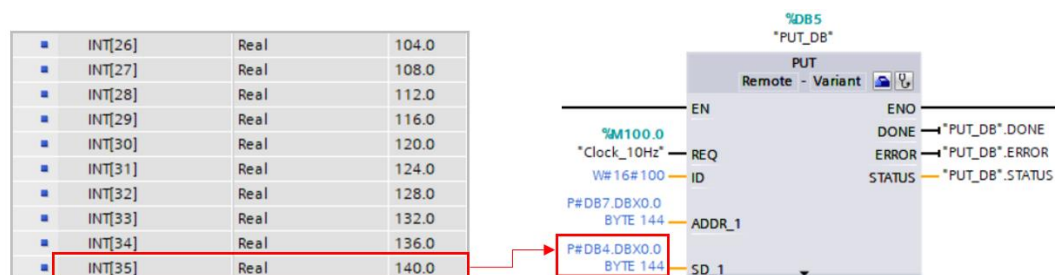 INT[26] Real 104.0
INT[27] Real 108.0
INT[28] Real 112.0
INT[29] Real 116.0
INT[30] Real 120.0
INT[31] Real 124.0
INT[32] Real 128.0
INT[33] Real 132.0
INT[34] Real 136.0
INT[35] Real 140.0
%DB5
"PUT_DB"
PUT
Remote - Variant
EN ENO
DONE "PUT_DB".DONE
%M100.0
"Clock_10Hz" REQ ERROR "PUT_DB".ERROR
W#16#100 ID STATUS "PUT_DB".STATUS
P#DB7.DBX0.0
BYTE 144 ADDR_1
P#DB4.DBX0.0
BYTE 144 SD_1